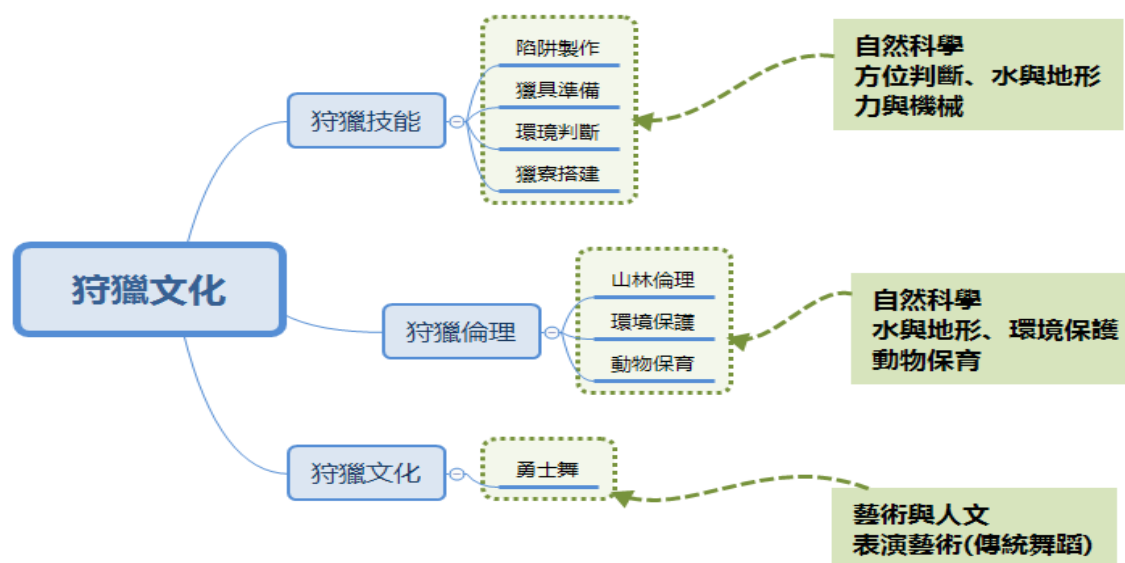 狩獵文化
狩獵技能
陷阱製作
獵具準備
環境判斷
獵寮搭建
自然科學
方位判斷、水與地形
力與機械
狩獵倫理
山林倫理
環境保護
動物保育
自然科學
水與地形、環境保護
動物保育
狩獵文化
勇士舞
藝術與人文
表演藝術(傳統舞蹈)